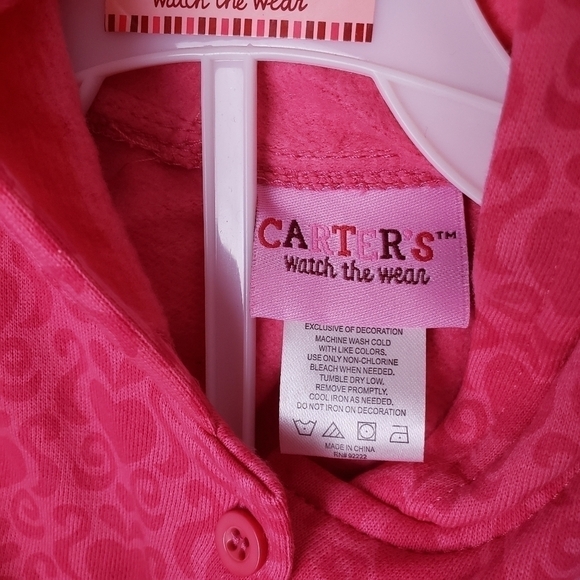 watch the wear
CARTER'S™
watch the wear
EXCLUSIVE OF DECORATION
MACHINE WASH COLD
WITH LIKE COLORS,
USE ONLY NON-CHLORINE
BLEACH WHEN NEEDED,
TUMBLE DRY LOW,
REMOVE PROMPTLY,
COOL IRON AS NEEDED,
DO NOT IRON ON DECORATION
MADE IN CHINA
RN# 92222